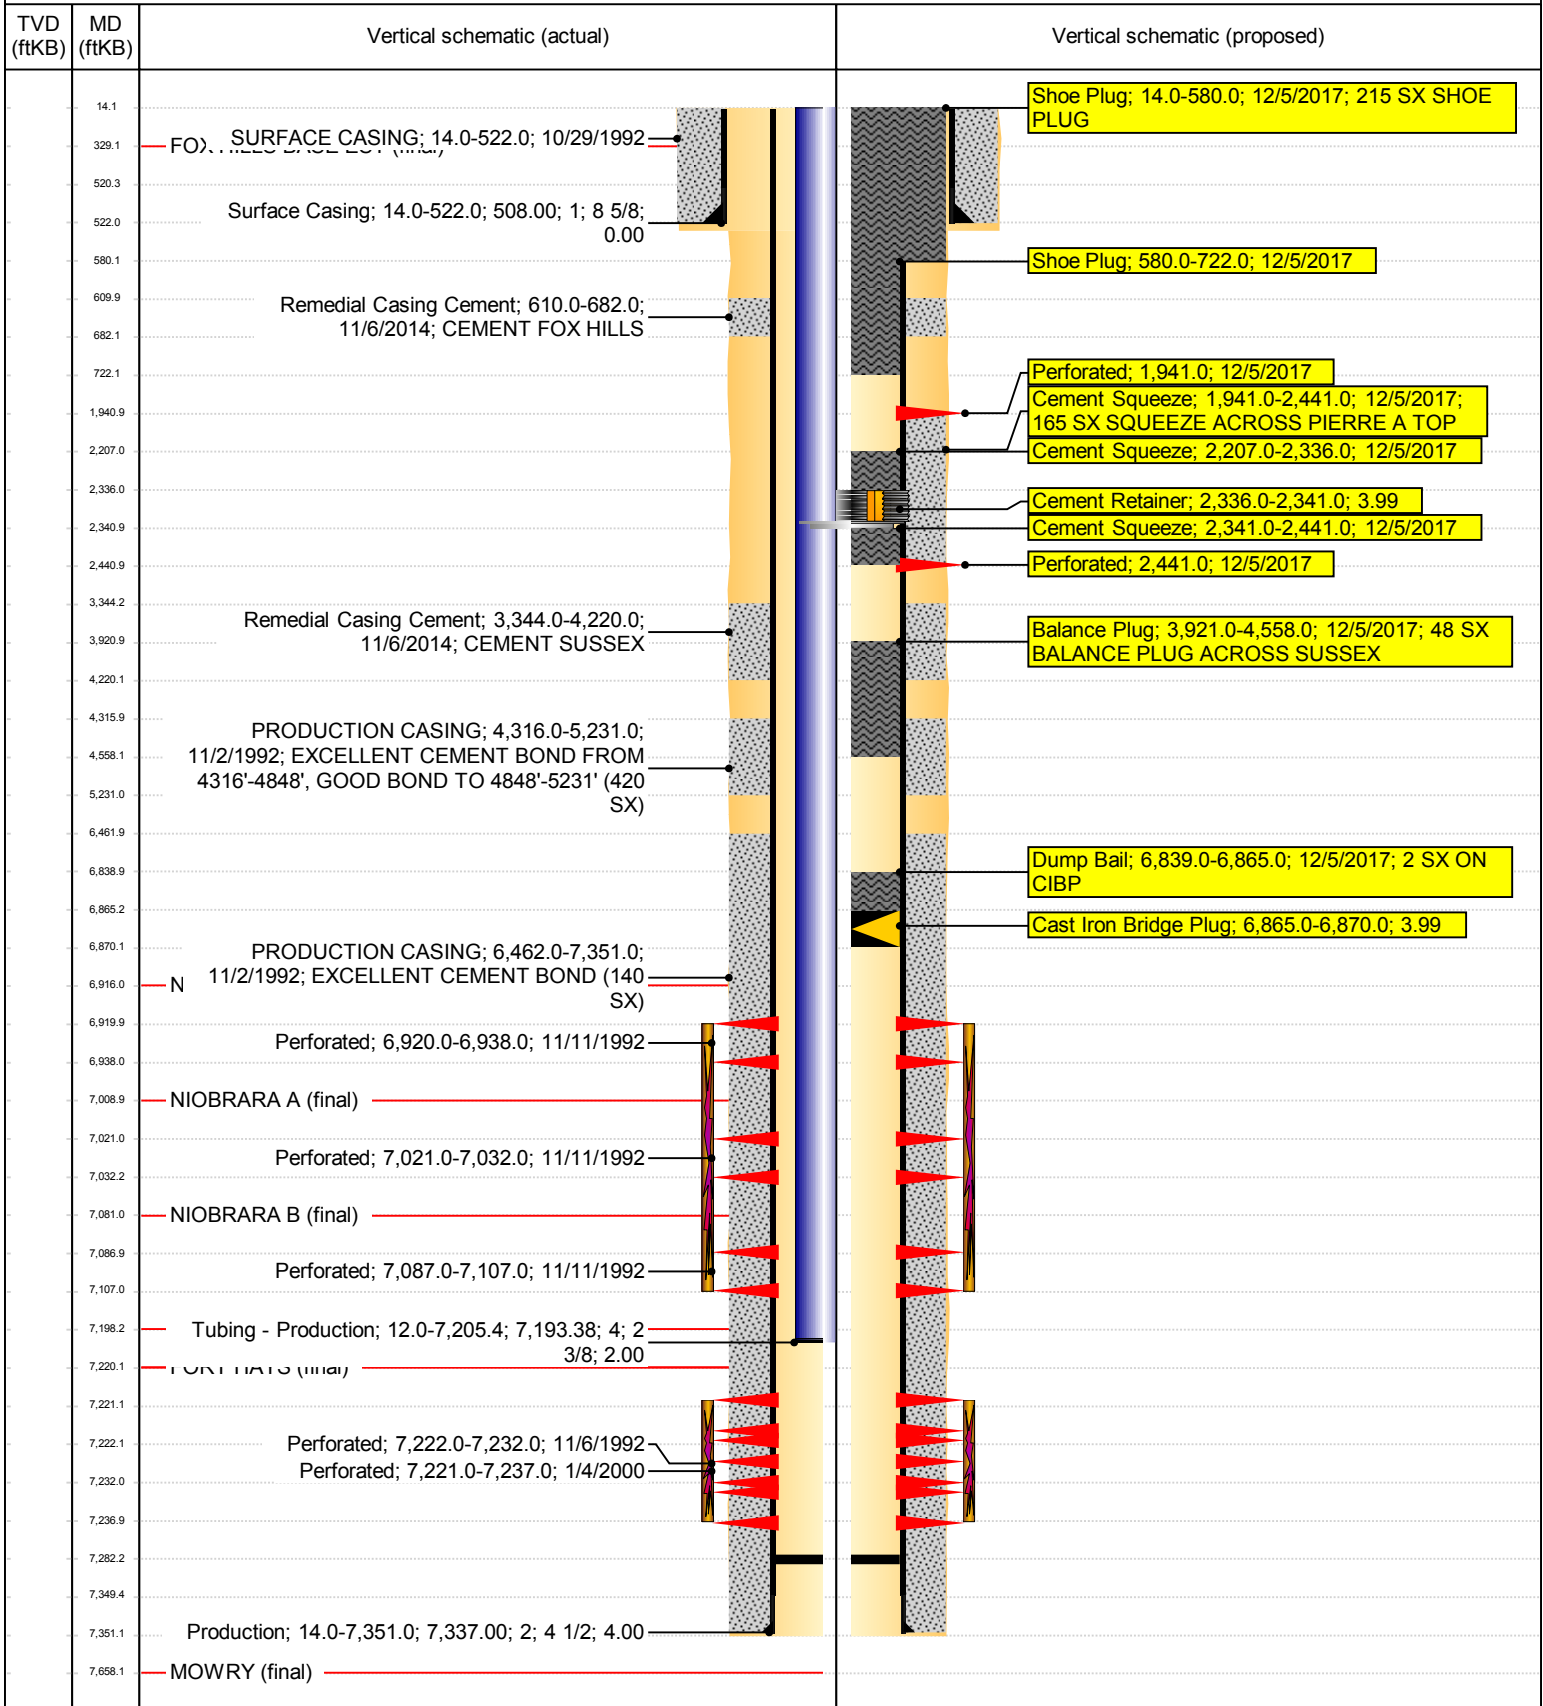 TVD (ftKB)
MD (ftKB)
Vertical schematic (actual)
Vertical schematic (proposed)
14.1
329.1
520.3
522.0
580.1
609.9
682.1
722.1
1,940.9
2,207.0
2,336.0
2,340.9
2,440.9
3,344.2
3,920.9
4,220.1
4,315.9
4,558.1
5,231.0
6,461.9
6,838.9
6,865.2
6,870.1
6,916.0
6,919.9
6,938.0
7,008.9
7,021.0
7,032.2
7,081.0
7,086.9
7,107.0
7,198.2
7,220.1
7,221.1
7,222.1
7,232.0
7,236.9
7,282.2
7,349.4
7,351.1
7,658.1
SURFACE CASING; 14.0-522.0; 10/29/1992
FOX HILLS BASE (final)
Surface Casing; 14.0-522.0; 508.00; 1; 8 5/8;
0.00
Remedial Casing Cement; 610.0-682.0;
11/6/2014; CEMENT FOX HILLS
Remedial Casing Cement; 3,344.0-4,220.0;
11/6/2014; CEMENT SUSSEX
PRODUCTION CASING; 4,316.0-5,231.0;
11/2/1992; EXCELLENT CEMENT BOND FROM
4316'-4848', GOOD BOND TO 4848'-5231' (420
SX)
PRODUCTION CASING; 6,462.0-7,351.0;
11/2/1992; EXCELLENT CEMENT BOND (140
SX)
N
Perforated; 6,920.0-6,938.0; 11/11/1992
NIOBRARA A (final)
Perforated; 7,021.0-7,032.0; 11/11/1992
NIOBRARA B (final)
Perforated; 7,087.0-7,107.0; 11/11/1992
Tubing - Production; 12.0-7,205.4; 7,193.38; 4; 2
3/8; 2.00
FORT HAYS (final)
Perforated; 7,222.0-7,232.0; 11/6/1992
Perforated; 7,221.0-7,237.0; 1/4/2000
Production; 14.0-7,351.0; 7,337.00; 2; 4 1/2; 4.00
MOWRY (final)
Shoe Plug; 14.0-580.0; 12/5/2017; 215 SX SHOE
PLUG
Shoe Plug; 580.0-722.0; 12/5/2017
Perforated; 1,941.0; 12/5/2017
Cement Squeeze; 1,941.0-2,441.0; 12/5/2017;
165 SX SQUEEZE ACROSS PIERRE A TOP
Cement Squeeze; 2,207.0-2,336.0; 12/5/2017
Cement Retainer; 2,336.0-2,341.0; 3.99
Cement Squeeze; 2,341.0-2,441.0; 12/5/2017
Perforated; 2,441.0; 12/5/2017
Balance Plug; 3,921.0-4,558.0; 12/5/2017; 48 SX
BALANCE PLUG ACROSS SUSSEX
Dump Bail; 6,839.0-6,865.0; 12/5/2017; 2 SX ON
CIBP
Cast Iron Bridge Plug; 6,865.0-6,870.0; 3.99